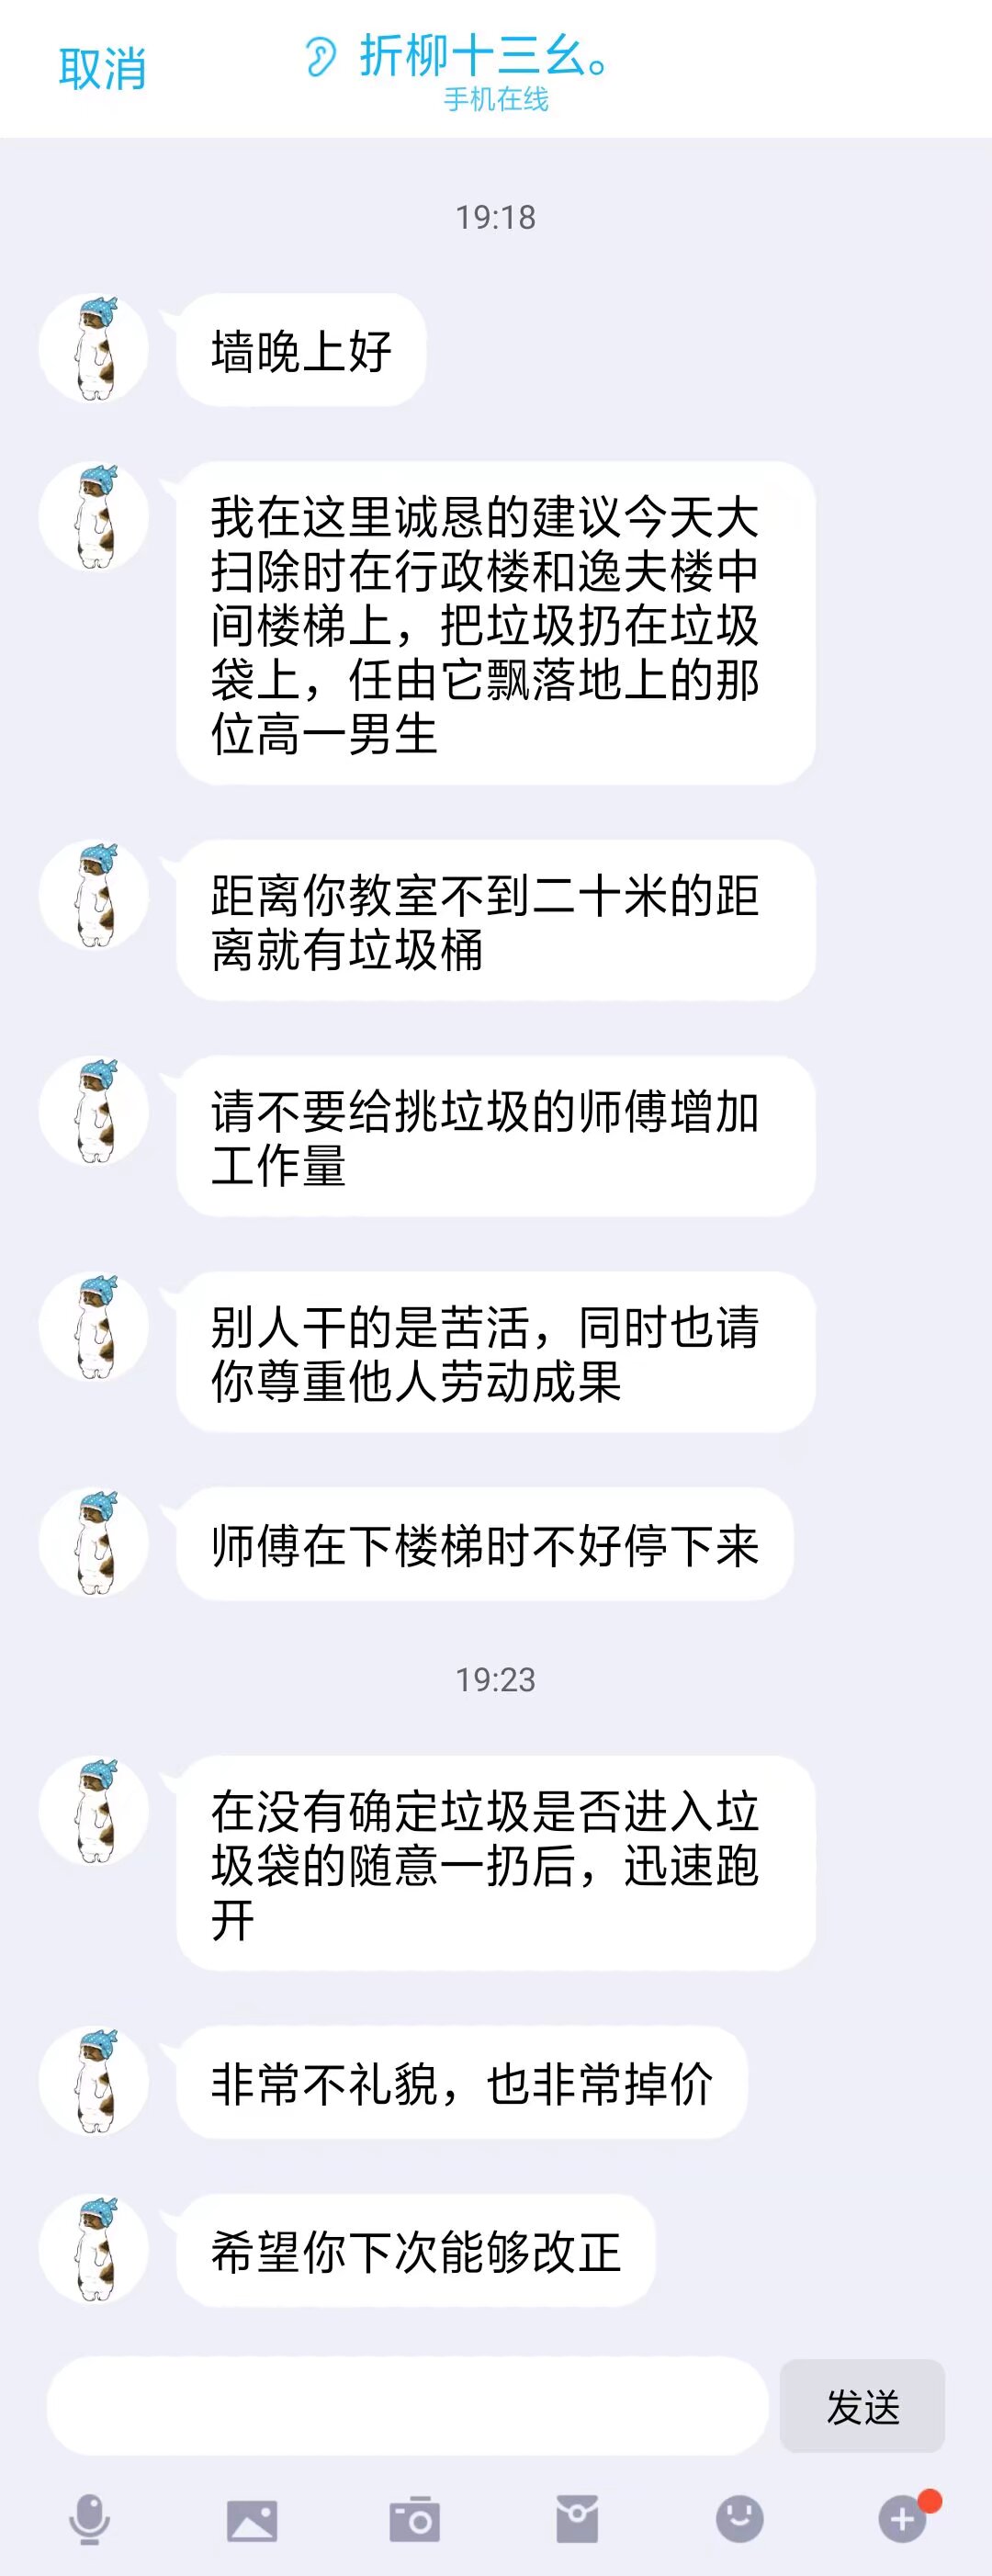 取消
折柳十三幺。
手机在线
19:18
墙晚上好
我在这里诚恳的建议今天大
扫除时在行政楼和逸夫楼中
间楼梯上，把垃圾扔在垃圾
袋上，任由它飘落地上的那
位高一男生
距离你教室不到二十米的距
离就有垃圾桶
请不要给挑垃圾的师傅增加
工作量
别人干的是苦活，同时也请
你尊重他人劳动成果
师傅在下楼梯时不好停下来
19:23
在没有确定垃圾是否进入垃
圾袋的随意一扔后，迅速跑
开
非常不礼貌，也非常掉价
希望你下次能够改正
发送